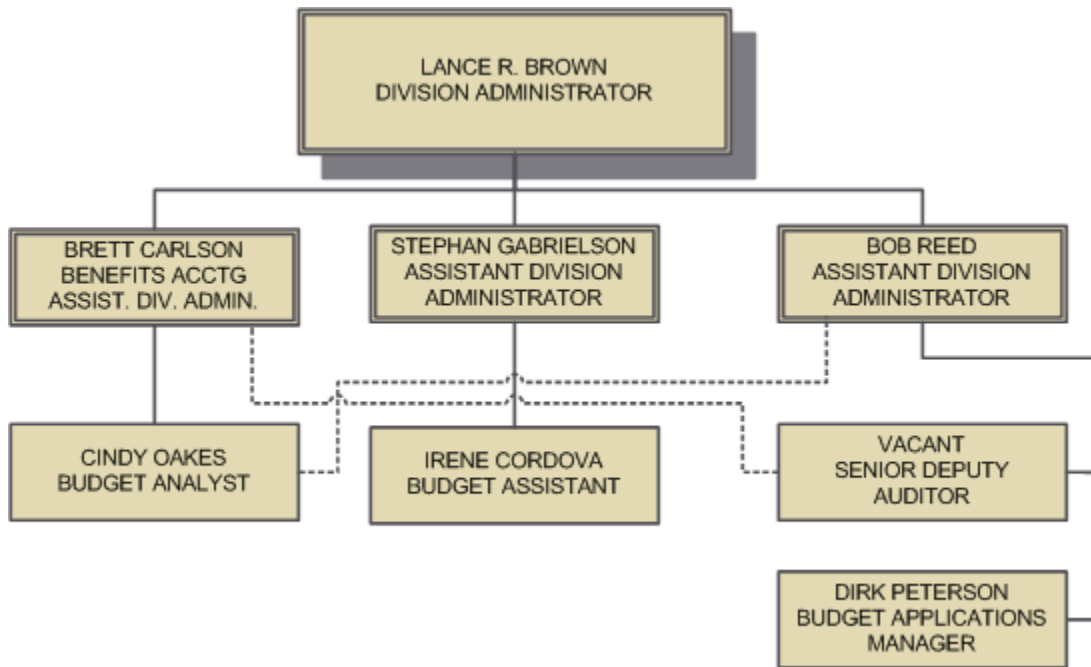 LANCE R. BROWN
DIVISION ADMINISTRATOR
BRETT CARLSON
BENEFITS ACCTG
ASSIST. DIV. ADMIN.
STEPHAN GABRIELSON
ASSISTANT DIVISION
ADMINISTRATOR
BOB REED
ASSISTANT DIVISION
ADMINISTRATOR
CINDY OAKES
BUDGET ANALYST
IRENE CORDOVA
BUDGET ASSISTANT
VACANT
SENIOR DEPUTY
AUDITOR
DIRK PETERSON
BUDGET APPLICATIONS
MANAGER